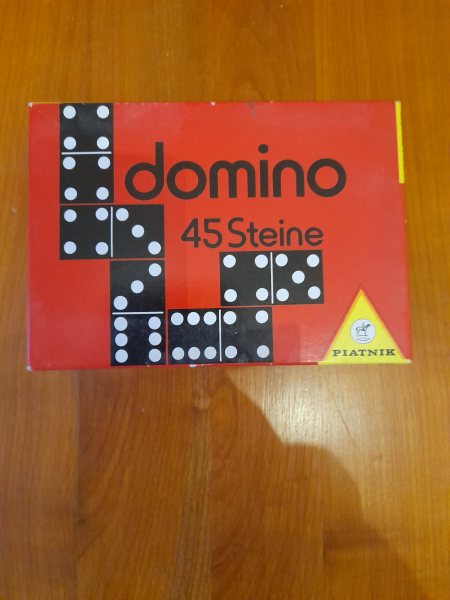 domino
45 Steine
PIATNIK